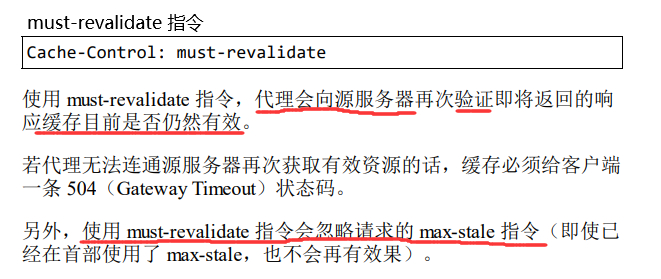 must-revalidate 指令
Cache-Control: must-revalidate
使用 must-revalidate 指令，代理会向源服务器再次验证即将返回的响
应缓存目前是否仍然有效。
若代理无法连通源服务器再次获取有效资源的话，缓存必须给客户端
一条 504（Gateway Timeout）状态码。
另外，使用 must-revalidate 指令会忽略请求的 max-stale 指令（即使已
经在首部使用了 max-stale，也不会再有效果）。